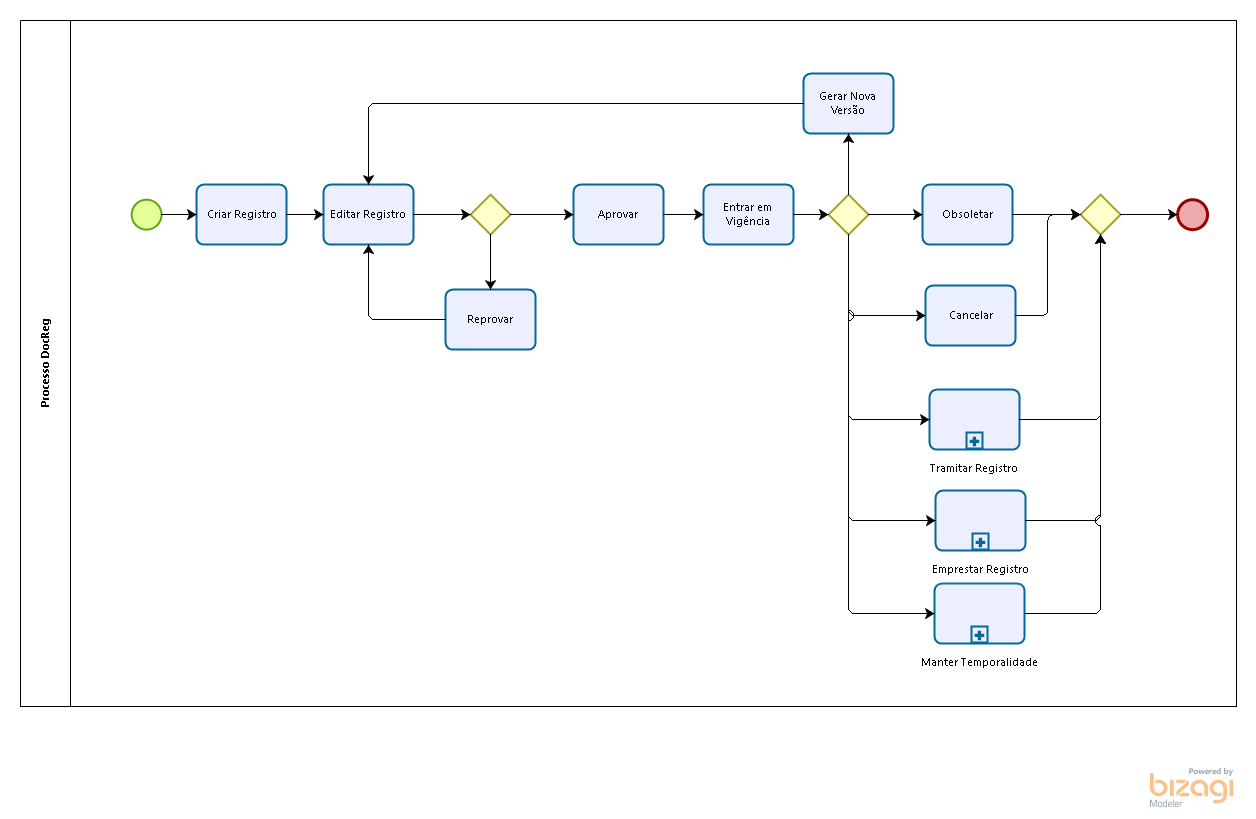 Processo DocReg
Gerar Nova
Versão
Criar Registro
Editar Registro
Aprovar
Entrar em
Vigência
Obsoletar
Reprovar
Cancelar
Tramitar Registro
Emprestar Registro
Manter Temporalidade
Powered by
bizagi
Modeler